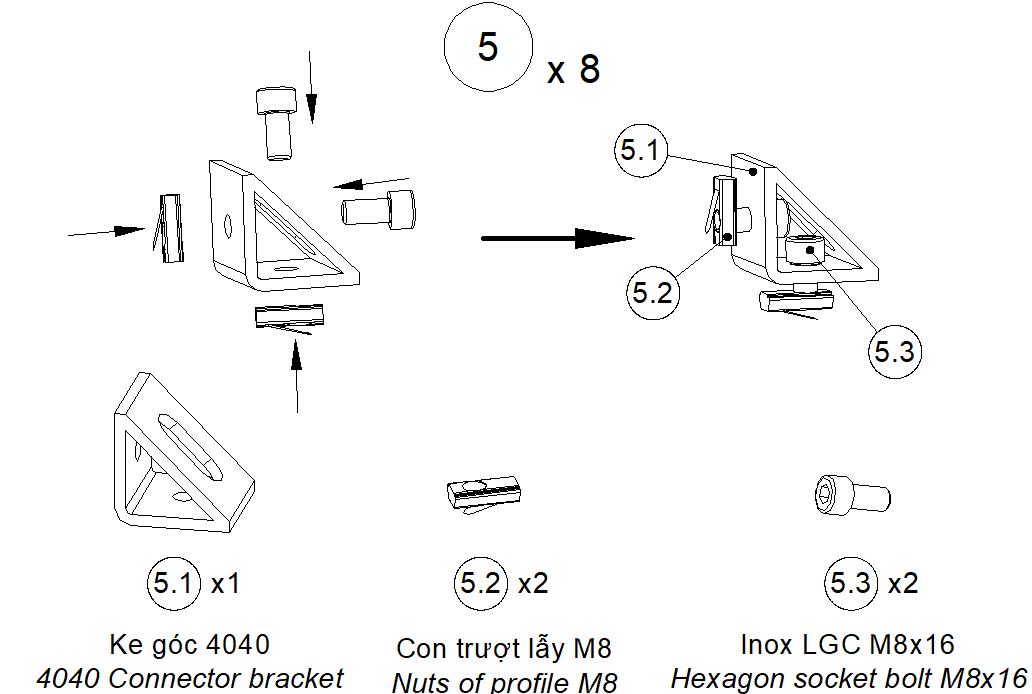 5
x 8
5.1
5.2
5.3
5.1 x1
5.2 x2
5.3 x2
Ke góc 4040
4040 Connector bracket
Con trượt lẫy M8
Nuts of profile M8
Inox LGC M8x16
Hexagon socket bolt M8x16